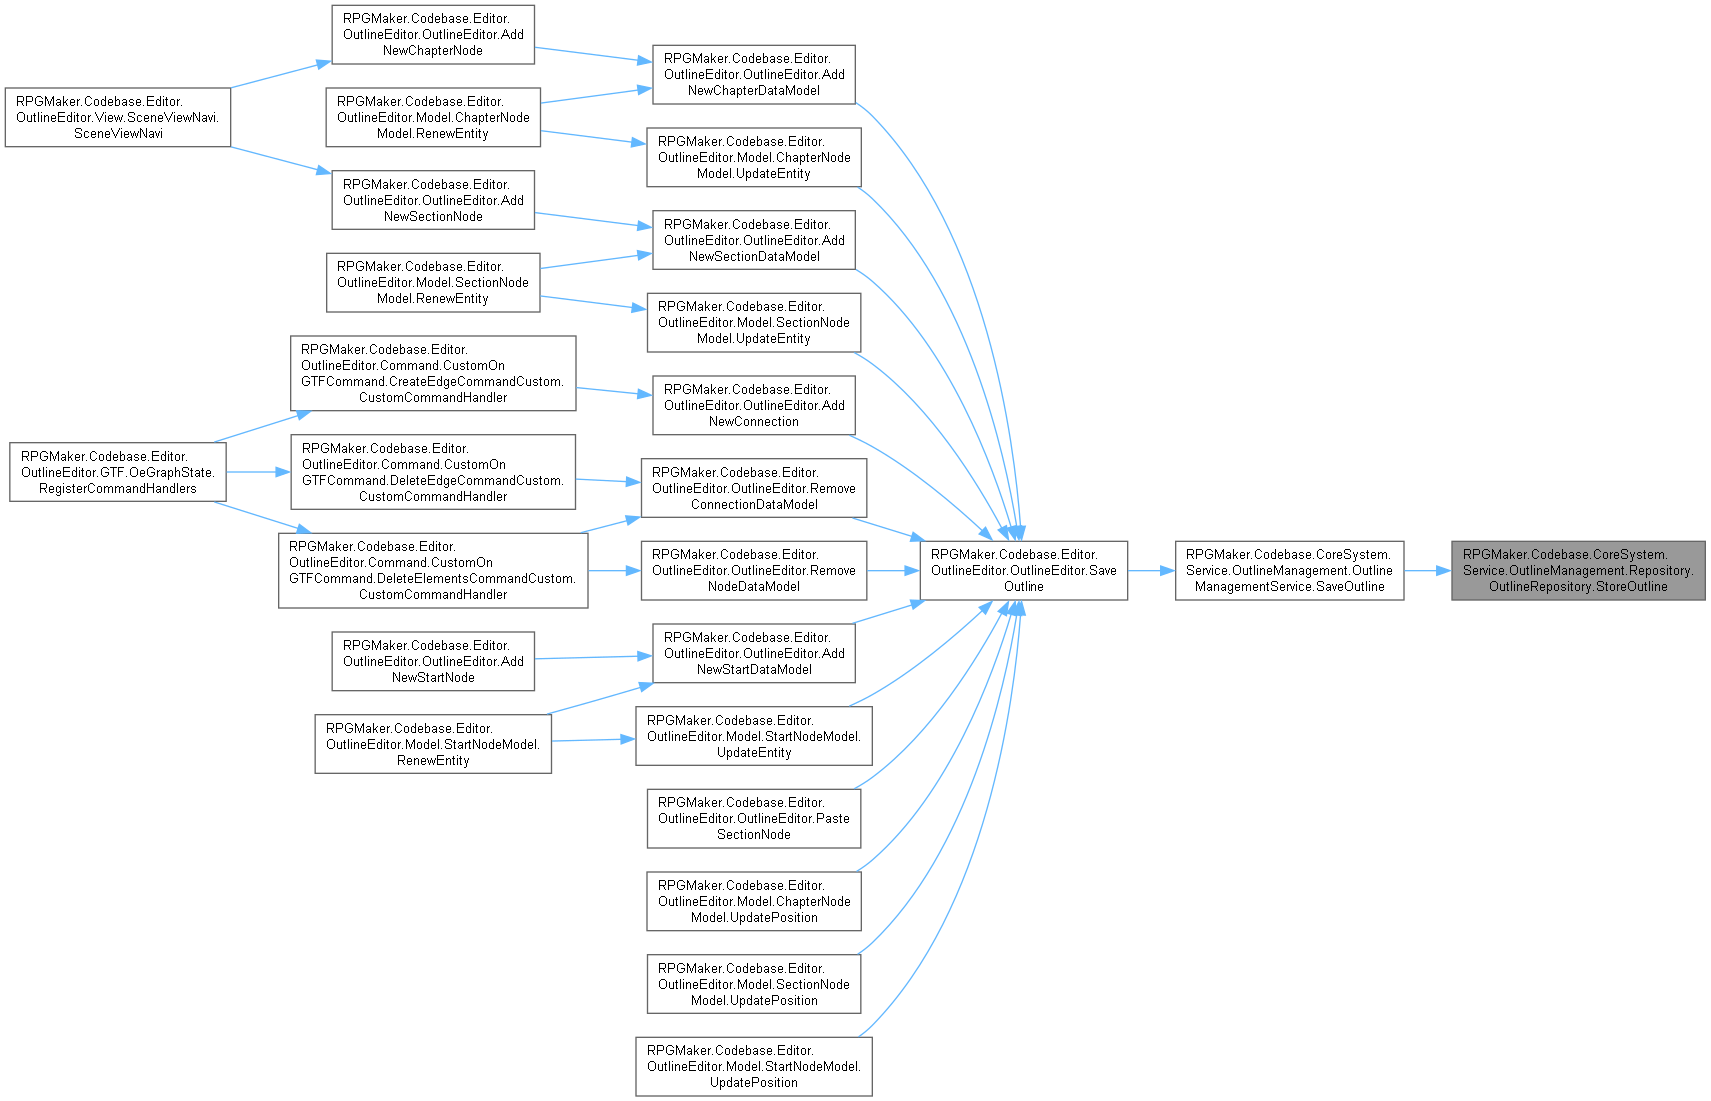 RPGMaker.Codebase.Editor.
OutlineEditor.View.SceneViewNavi.
SceneViewNavi
RPGMaker.Codebase.Editor.
OutlineEditor.GTF.OeGraphState.
RegisterCommandHandlers
RPGMaker.Codebase.Editor.
OutlineEditor.OutlineEditor.Add
NewChapterNode
RPGMaker.Codebase.Editor.
OutlineEditor.Model.ChapterNode
Model.RenewEntity
RPGMaker.Codebase.Editor.
OutlineEditor.OutlineEditor.Add
NewSectionNode
RPGMaker.Codebase.Editor.
OutlineEditor.Model.SectionNode
Model.RenewEntity
RPGMaker.Codebase.Editor.
OutlineEditor.Command.CustomOn
GTFCommand.CreateEdgeCommandCustom.
CustomCommandHandler
RPGMaker.Codebase.Editor.
OutlineEditor.Command.CustomOn
GTFCommand.DeleteEdgeCommandCustom.
CustomCommandHandler
RPGMaker.Codebase.Editor.
OutlineEditor.Command.CustomOn
GTFCommand.DeleteElementsCommandCustom.
CustomCommandHandler
RPGMaker.Codebase.Editor.
OutlineEditor.OutlineEditor.Add
NewStartNode
RPGMaker.Codebase.Editor.
OutlineEditor.Model.StartNodeModel.
RenewEntity
RPGMaker.Codebase.Editor.
OutlineEditor.OutlineEditor.Add
NewChapterDataModel
RPGMaker.Codebase.Editor.
OutlineEditor.Model.ChapterNode
Model.UpdateEntity
RPGMaker.Codebase.Editor.
OutlineEditor.OutlineEditor.Add
NewSectionDataModel
RPGMaker.Codebase.Editor.
OutlineEditor.Model.SectionNode
Model.UpdateEntity
RPGMaker.Codebase.Editor.
OutlineEditor.OutlineEditor.Add
NewConnection
RPGMaker.Codebase.Editor.
OutlineEditor.OutlineEditor.Remove
ConnectionDataModel
RPGMaker.Codebase.Editor.
OutlineEditor.OutlineEditor.Remove
NodeDataModel
RPGMaker.Codebase.Editor.
OutlineEditor.OutlineEditor.Add
NewStartDataModel
RPGMaker.Codebase.Editor.
OutlineEditor.Model.StartNodeModel.
UpdateEntity
RPGMaker.Codebase.Editor.
OutlineEditor.OutlineEditor.Paste
SectionNode
RPGMaker.Codebase.Editor.
OutlineEditor.Model.ChapterNode
Model.UpdatePosition
RPGMaker.Codebase.Editor.
OutlineEditor.Model.SectionNode
Model.UpdatePosition
RPGMaker.Codebase.Editor.
OutlineEditor.Model.StartNodeModel.
UpdatePosition
RPGMaker.Codebase.Editor.
OutlineEditor.OutlineEditor.Save
Outline
RPGMaker.Codebase.CoreSystem.
Service.OutlineManagement.Outline
ManagementService.SaveOutline
RPGMaker.Codebase.CoreSystem.
Service.OutlineManagement.Repository.
OutlineRepository.StoreOutline